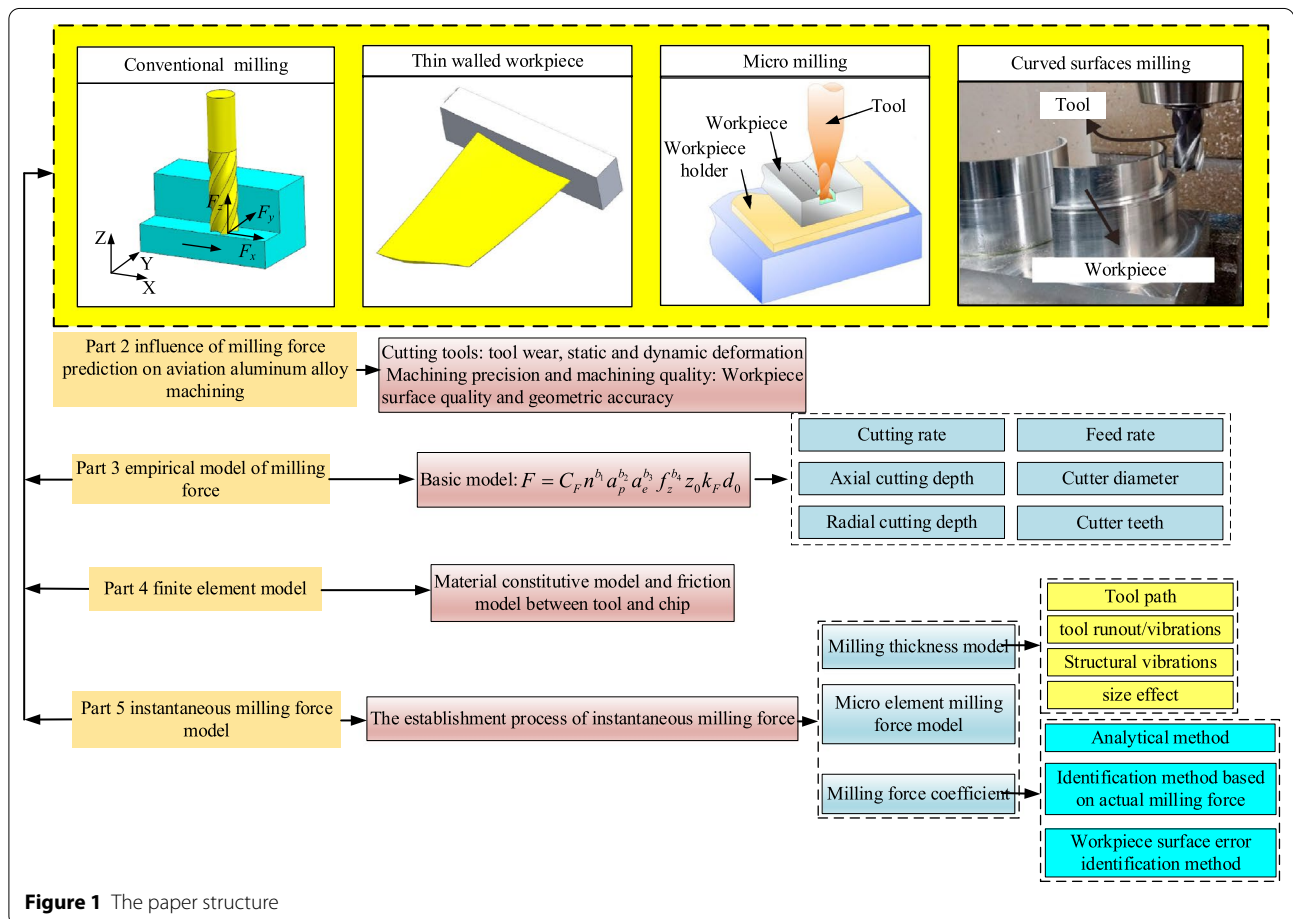 Conventional milling
Thin walled workpiece
Micro milling
Curved surfaces milling
F_z
F_y
F_x
Z
Y
X
Tool
Workpiece
Workpiece
holder
Tool
Workpiece
Part 2 influence of milling force
prediction on aviation aluminum alloy
machining
Cutting tools: tool wear, static and dynamic deformation
Machining precision and machining quality: Workpiece
surface quality and geometric accuracy
Part 3 empirical model of milling
force
Basic model: F = C_F n^{b_1} a_p^{b_2} a_e^{b_3} f_z^{b_4} z_0 k_F d_0
Cutting rate
Feed rate
Axial cutting depth
Cutter diameter
Radial cutting depth
Cutter teeth
Part 4 finite element model
Material constitutive model and friction
model between tool and chip
Part 5 instantaneous milling force
model
The establishment process of instantaneous milling force
Milling thickness model
Micro element milling
force model
Milling force coefficient
Tool path
tool runout/vibrations
Structural vibrations
size effect
Analytical method
Identification method based
on actual milling force
Workpiece surface error
identification method
Figure 1 The paper structure